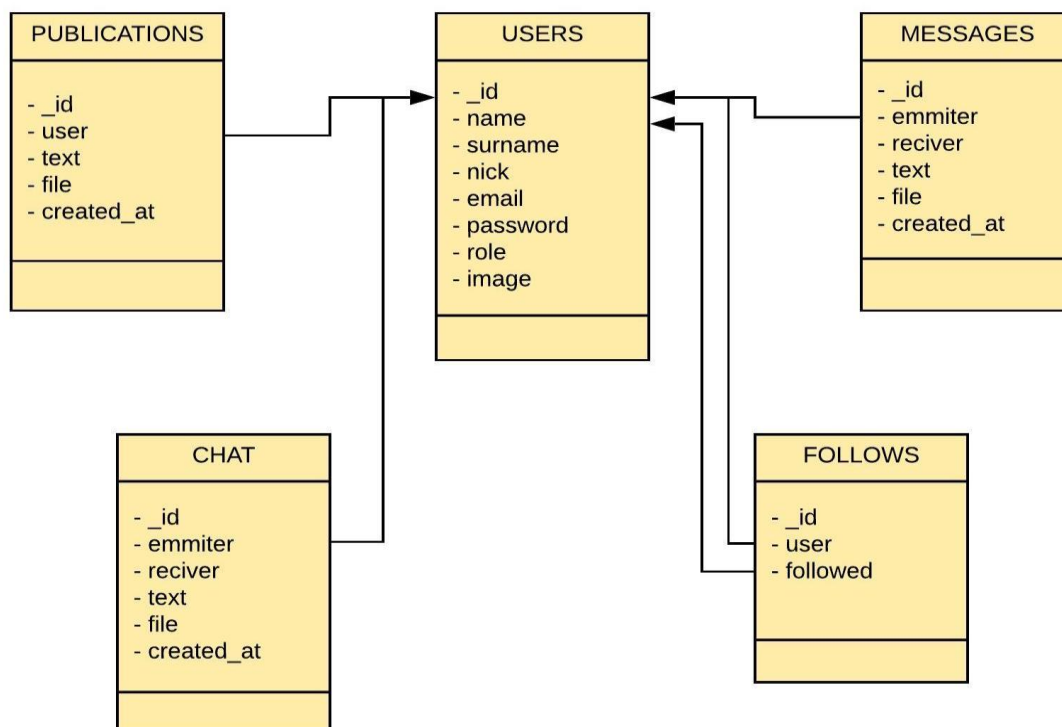 PUBLICATIONS
- _id
- user
- text
- file
- created_at
USERS
- _id
- name
- surname
- nick
- email
- password
- role
- image
MESSAGES
- _id
- emmiter
- reciver
- text
- file
- created_at
CHAT
- _id
- emmiter
- reciver
- text
- file
- created_at
FOLLOWS
- _id
- user
- followed